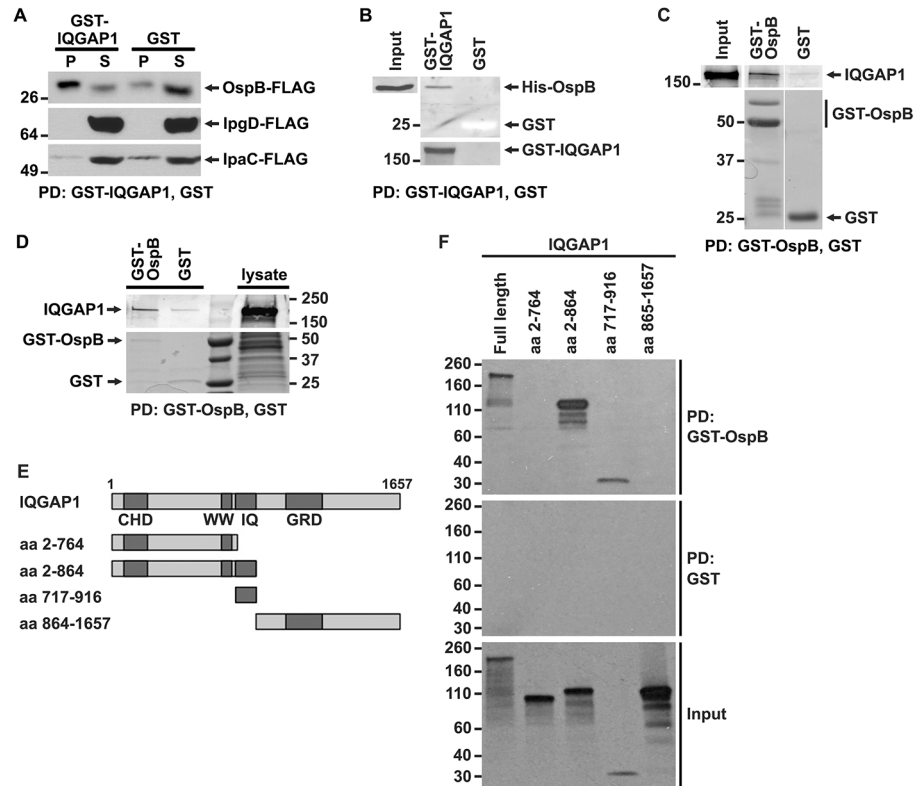 A
GST-
IQGAP1 GST
P S P S
26 OspB-FLAG
64 IpgD-FLAG
49 IpaC-FLAG
PD: GST-IQGAP1, GST
B
Input GST-IQGAP1 GST
His-OspB
25 GST
150 GST-IQGAP1
PD: GST-IQGAP1, GST
C
Input GST-OspB GST
150 IQGAP1
50 GST-OspB
37
25 GST
PD: GST-OspB, GST
D
GST-OspB GST lysate
IQGAP1 250
150
GST-OspB 50
37
GST 25
PD: GST-OspB, GST
E
1 1657
IQGAP1
CHD WW IQ GRD
aa 2-764
aa 2-864
aa 717-916
aa 864-1657
F
IQGAP1
Full length aa 2-764 aa 2-864 aa 717-916 aa 865-1657
260
160
110
60
40
30
PD:
GST-OspB
260
160
110
60
40
30
PD:
GST
260
160
110
60
40
30
Input